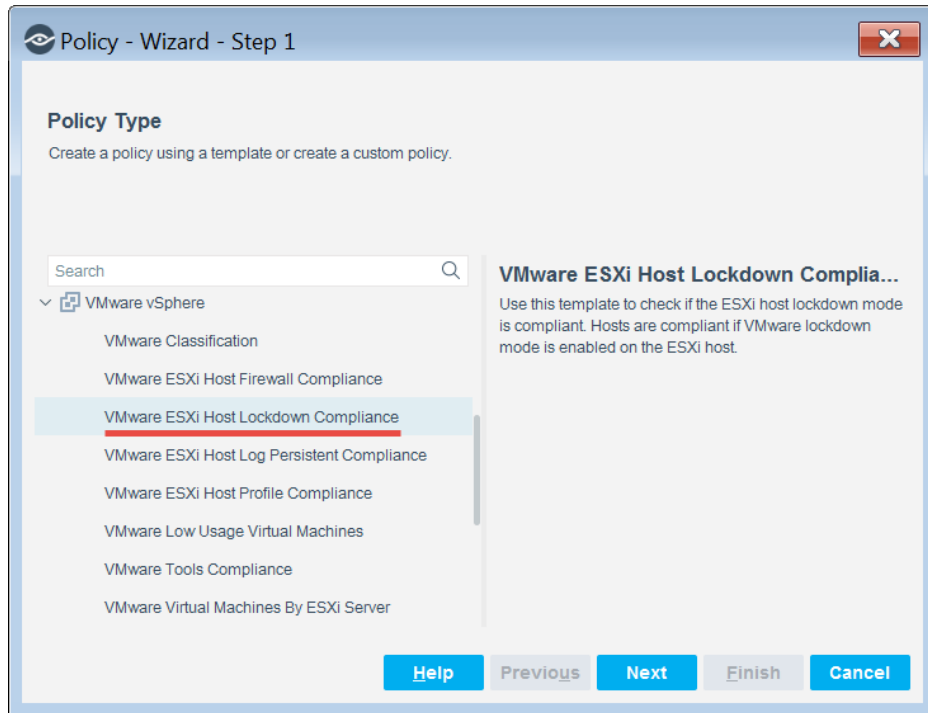 Policy - Wizard - Step 1
Policy Type
Create a policy using a template or create a custom policy.
Search
VMware vSphere
VMware Classification
VMware ESXi Host Firewall Compliance
VMware ESXi Host Lockdown Compliance
VMware ESXi Host Log Persistent Compliance
VMware ESXi Host Profile Compliance
VMware Low Usage Virtual Machines
VMware Tools Compliance
VMware Virtual Machines By ESXi Server
VMware ESXi Host Lockdown Complia...
Use this template to check if the ESXi host lockdown mode
is compliant. Hosts are compliant if VMware lockdown
mode is enabled on the ESXi host.
Help Previous Next Finish Cancel